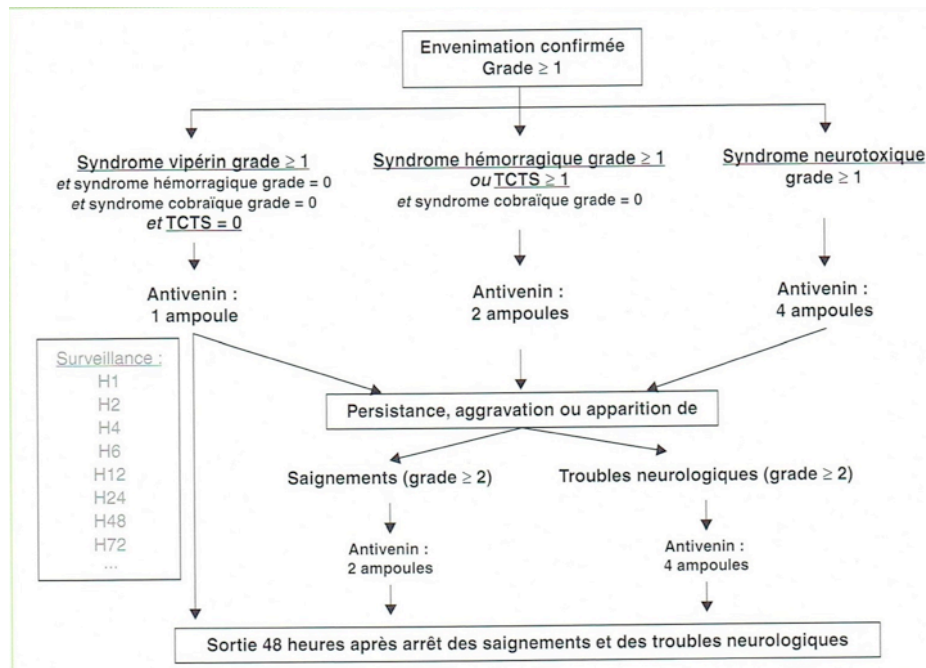 Envenimation confirmée
Grade ≥ 1
Syndrome vipérin grade ≥ 1
et syndrome hémorragique grade = 0
et syndrome cobraïque grade = 0
et TCTS = 0
Syndrome hémorragique grade ≥ 1
ou TCTS ≥ 1
et syndrome cobraïque grade = 0
Syndrome neurotoxique
grade ≥ 1
Antivenin :
1 ampoule
Antivenin :
2 ampoules
Antivenin :
4 ampoules
Surveillance :
H1
H2
H4
H6
H12
H24
H48
H72
...
Persistance, aggravation ou apparition de
Saignements (grade ≥ 2)
Troubles neurologiques (grade ≥ 2)
Antivenin :
2 ampoules
Antivenin :
4 ampoules
Sortie 48 heures après arrêt des saignements et des troubles neurologiques